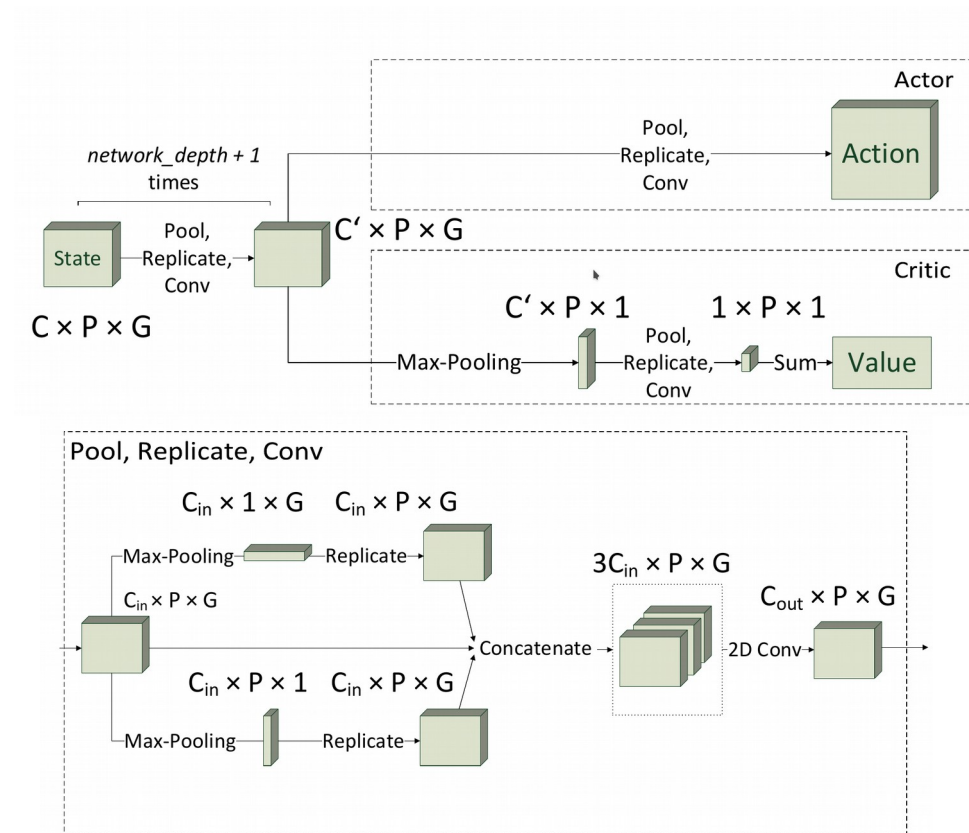 Actor
Pool,
Replicate,
Conv
Action
network_depth + 1
times
State
Pool,
Replicate,
Conv
C‘ × P × G
C × P × G
Critic
C‘ × P × 1
1 × P × 1
Max-Pooling
Pool,
Replicate,
Conv
Sum
Value
Pool, Replicate, Conv
Cin × 1 × G
Cin × P × G
Max-Pooling
Replicate
Cin × P × G
3Cin × P × G
Cout × P × G
Concatenate
2D Conv
Cin × P × 1
Cin × P × G
Max-Pooling
Replicate